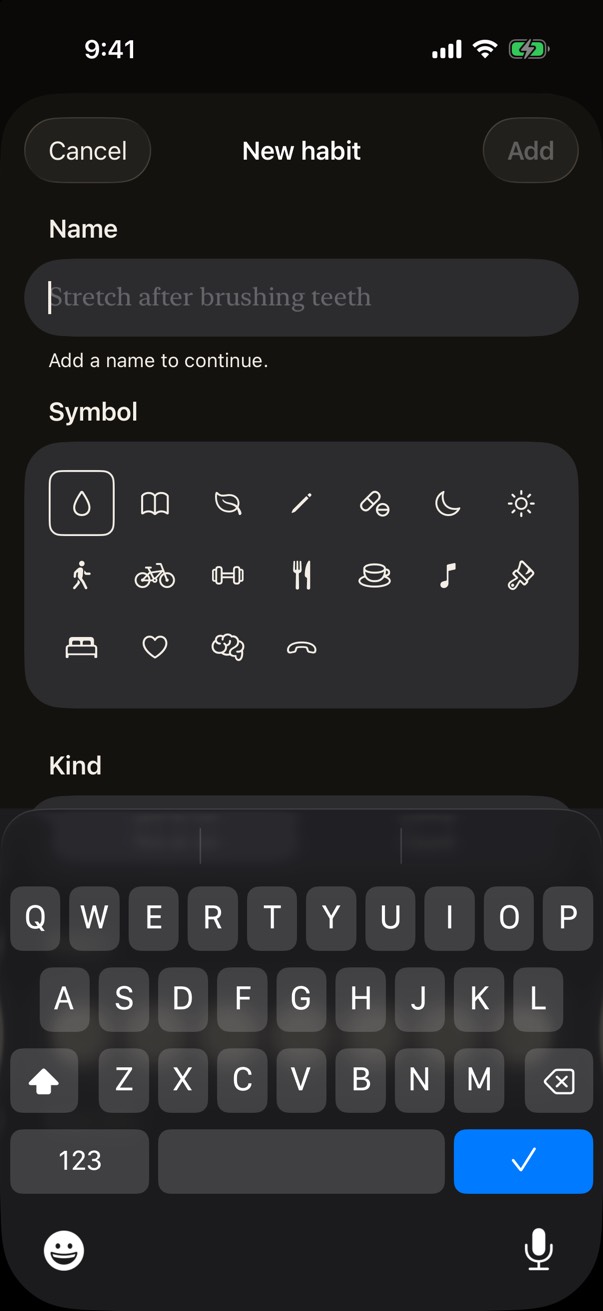 9:41
Cancel New habit Add
Name
Stretch after brushing teeth
Add a name to continue.
Symbol
Kind
Q W E R T Y U I O P
A S D F G H J K L
Z X C V B N M
123